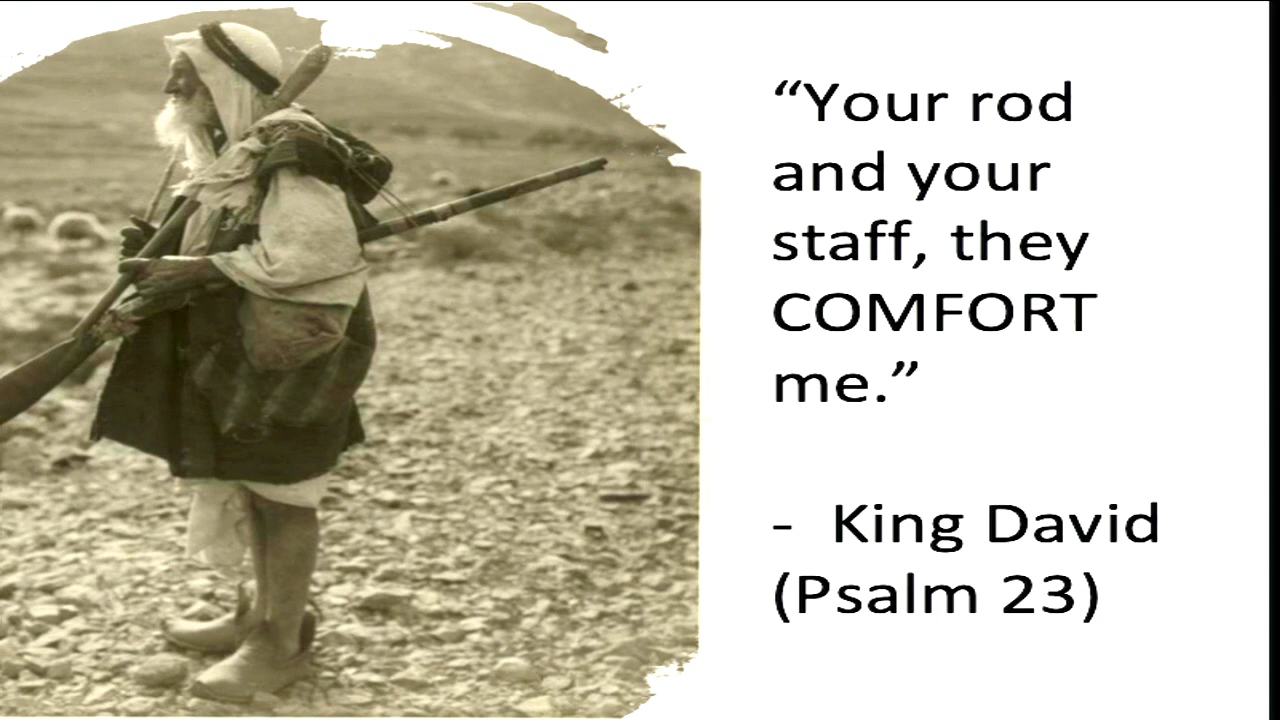 “Your rod
and your
staff, they
COMFORT
me.”
- King David
(Psalm 23)